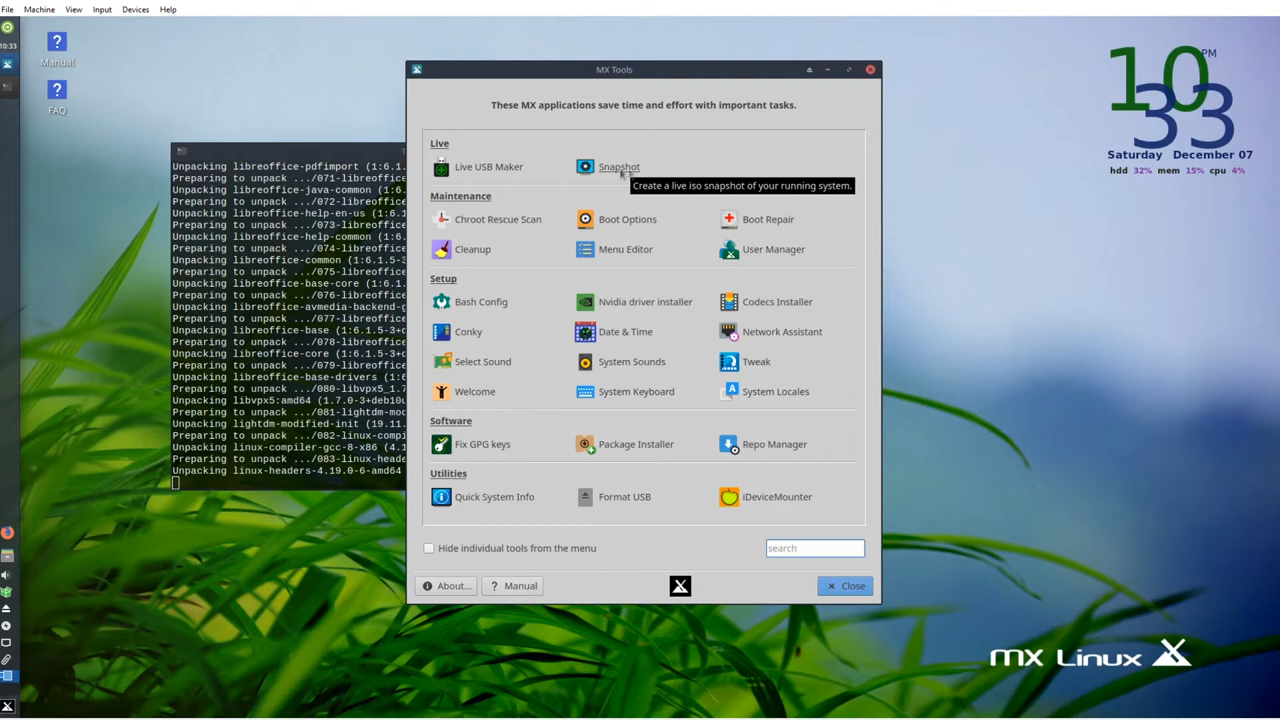 File Machine View Input Devices Help
10:33
Manual
FAQ
MX Tools
These MX applications save time and effort with important tasks.
Live
Live USB Maker Snapshot
Create a live iso snapshot of your running system.
Maintenance
Chroot Rescue Scan Boot Options Boot Repair
Cleanup Menu Editor User Manager
Setup
Bash Config Nvidia driver installer Codecs Installer
Conky Date & Time Network Assistant
Select Sound System Sounds Tweak
Welcome System Keyboard System Locales
Software
Fix GPG keys Package Installer Repo Manager
Utilities
Quick System Info Format USB iDeviceMounter
Hide individual tools from the menu search
About... Manual Close
Unpacking libreoffice-pdfimport (1:6.1.
Preparing to unpack .../071-libreoffice
Unpacking libreoffice-java-common (1:6.
Preparing to unpack .../072-libreoffice
Unpacking libreoffice-help-en-us (1:6.1
Preparing to unpack .../073-libreoffice
Unpacking libreoffice-help-common (1:6.
Preparing to unpack .../074-libreoffice
Unpacking libreoffice-common (1:6.1.5-3
Preparing to unpack .../075-libreoffice
Unpacking libreoffice-base-core (1:6.1.
Preparing to unpack .../076-libreoffice
Unpacking libreoffice-avmedia-backend-g
Preparing to unpack .../077-libreoffice
Unpacking libreoffice-base (1:6.1.5-3+d
Preparing to unpack .../078-libreoffice
Unpacking libreoffice-core (1:6.1.5-3+d
Preparing to unpack .../079-libreoffice
Unpacking libreoffice-base-drivers (1:6
Preparing to unpack .../080-libvpx5_1.7
Unpacking libvpx5:amd64 (1.7.0-3+deb10u
Preparing to unpack .../081-lightdm-mod
Unpacking lightdm-modified-init (19.11.
Preparing to unpack .../082-linux-compi
Unpacking linux-compiler-gcc-8-x86 (4.1
Preparing to unpack .../083-linux-heade
Unpacking linux-headers-4.19.0-6-amd64
10 PM
33
Saturday December 07
hdd 32% mem 15% cpu 4%
MX Linux